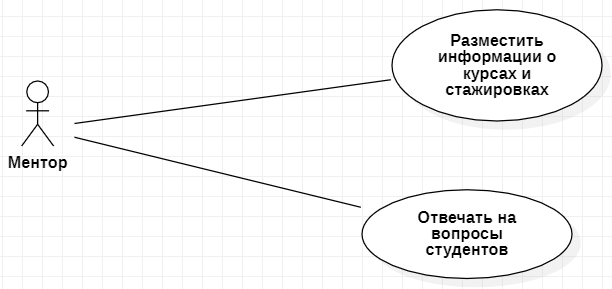 Разместить
информации о
курсах и
стажировках
Ментор
Отвечать на
вопросы
студентов